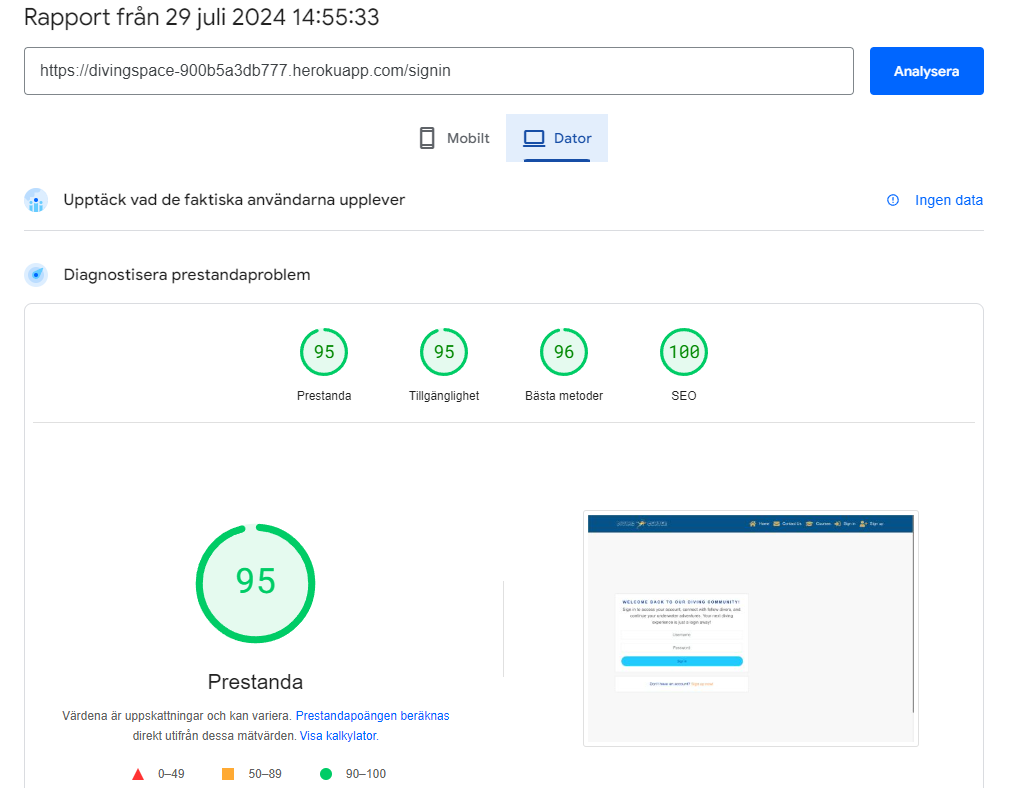 Rapport från 29 juli 2024 14:55:33
https://divingspace-900b5a3db777.herokuapp.com/signin
Analysera
Mobilt
Dator
Upptäck vad de faktiska användarna upplever
Ingen data
Diagnostisera prestandaproblem
95
95
96
100
Prestanda
Tillgänglighet
Bästa metoder
SEO
95
Prestanda
Värdena är uppskattningar och kan variera. Prestandapoängen beräknas
direkt utifrån dessa mätvärden. Visa kalkylator.
0–49
50–89
90–100
Home
Contact Us
Courses
Sign in
Sign up
WELCOME BACK TO OUR DIVING COMMUNITY!
Sign in to access your account, connect with fellow divers, and
continue your underwater adventures. Your next diving
experience is just a login away!
Username
Password
Sign in
Don't have an account?